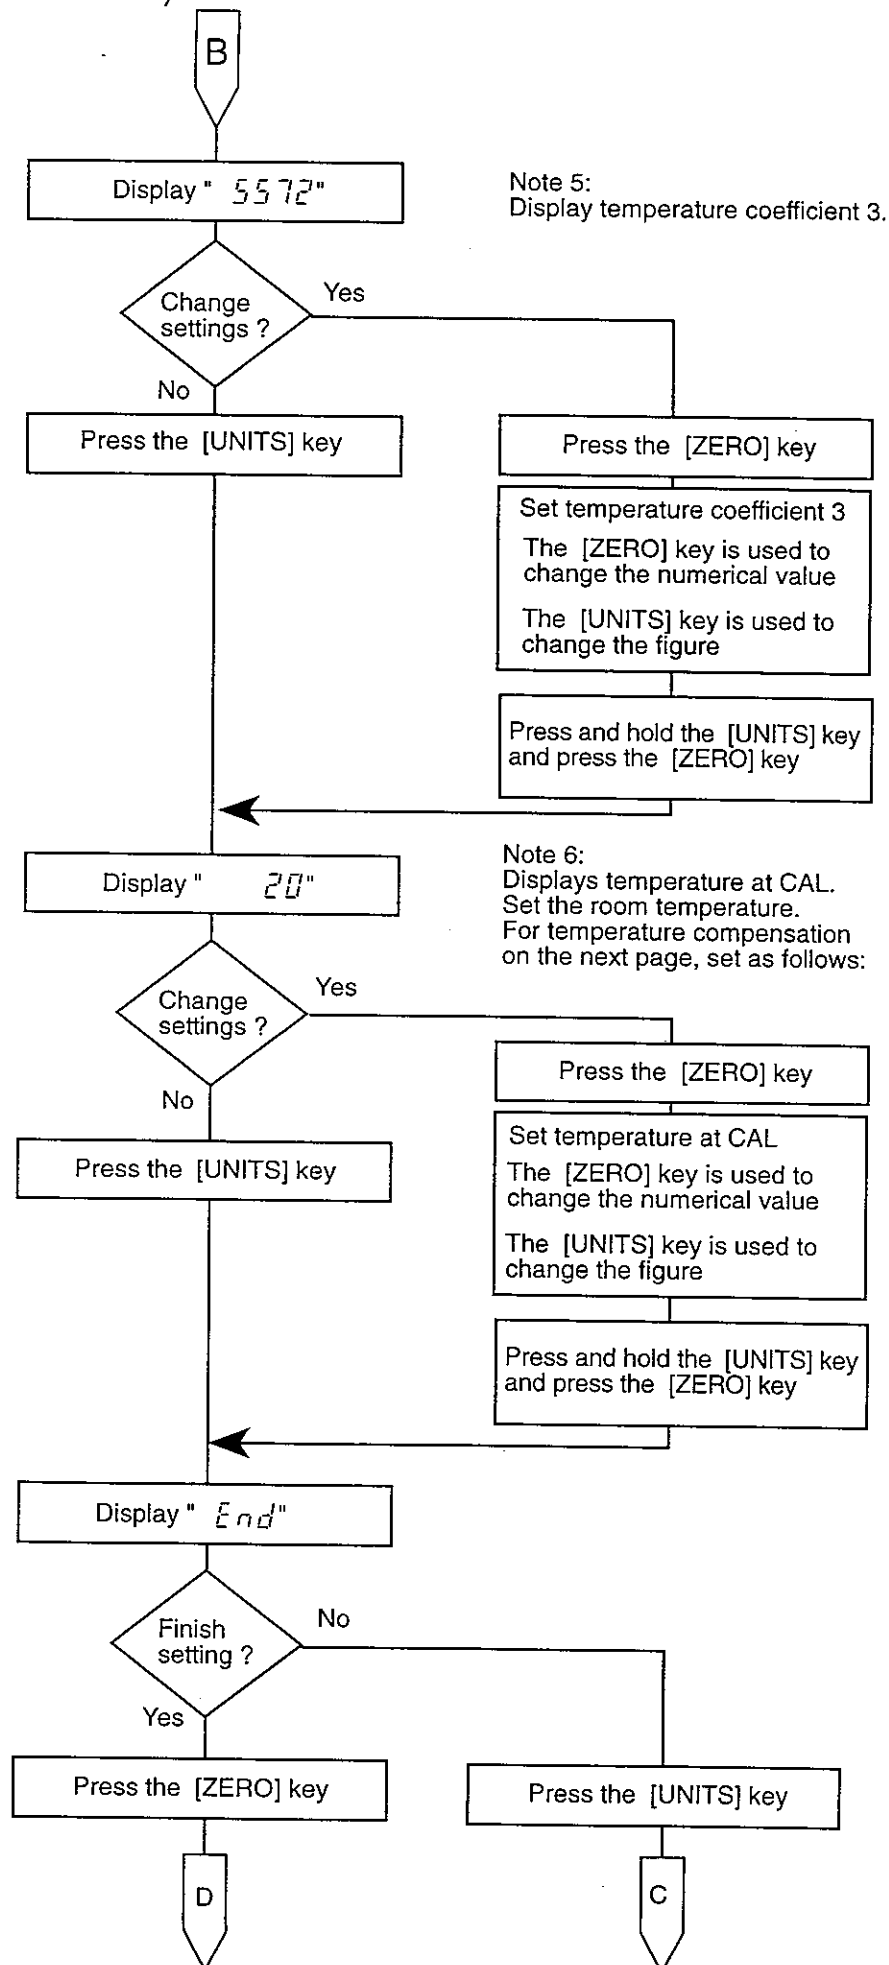 B
Display " 5572"
Note 5:
Display temperature coefficient 3.
Change
settings ?
Yes
No
Press the [UNITS] key
Press the [ZERO] key
Set temperature coefficient 3
The [ZERO] key is used to
change the numerical value
The [UNITS] key is used to
change the figure
Press and hold the [UNITS] key
and press the [ZERO] key
Display " 20"
Note 6:
Displays temperature at CAL.
Set the room temperature.
For temperature compensation
on the next page, set as follows:
Change
settings ?
Yes
No
Press the [UNITS] key
Press the [ZERO] key
Set temperature at CAL
The [ZERO] key is used to
change the numerical value
The [UNITS] key is used to
change the figure
Press and hold the [UNITS] key
and press the [ZERO] key
Display " End"
Finish
setting ?
No
Yes
Press the [ZERO] key
Press the [UNITS] key
D
C